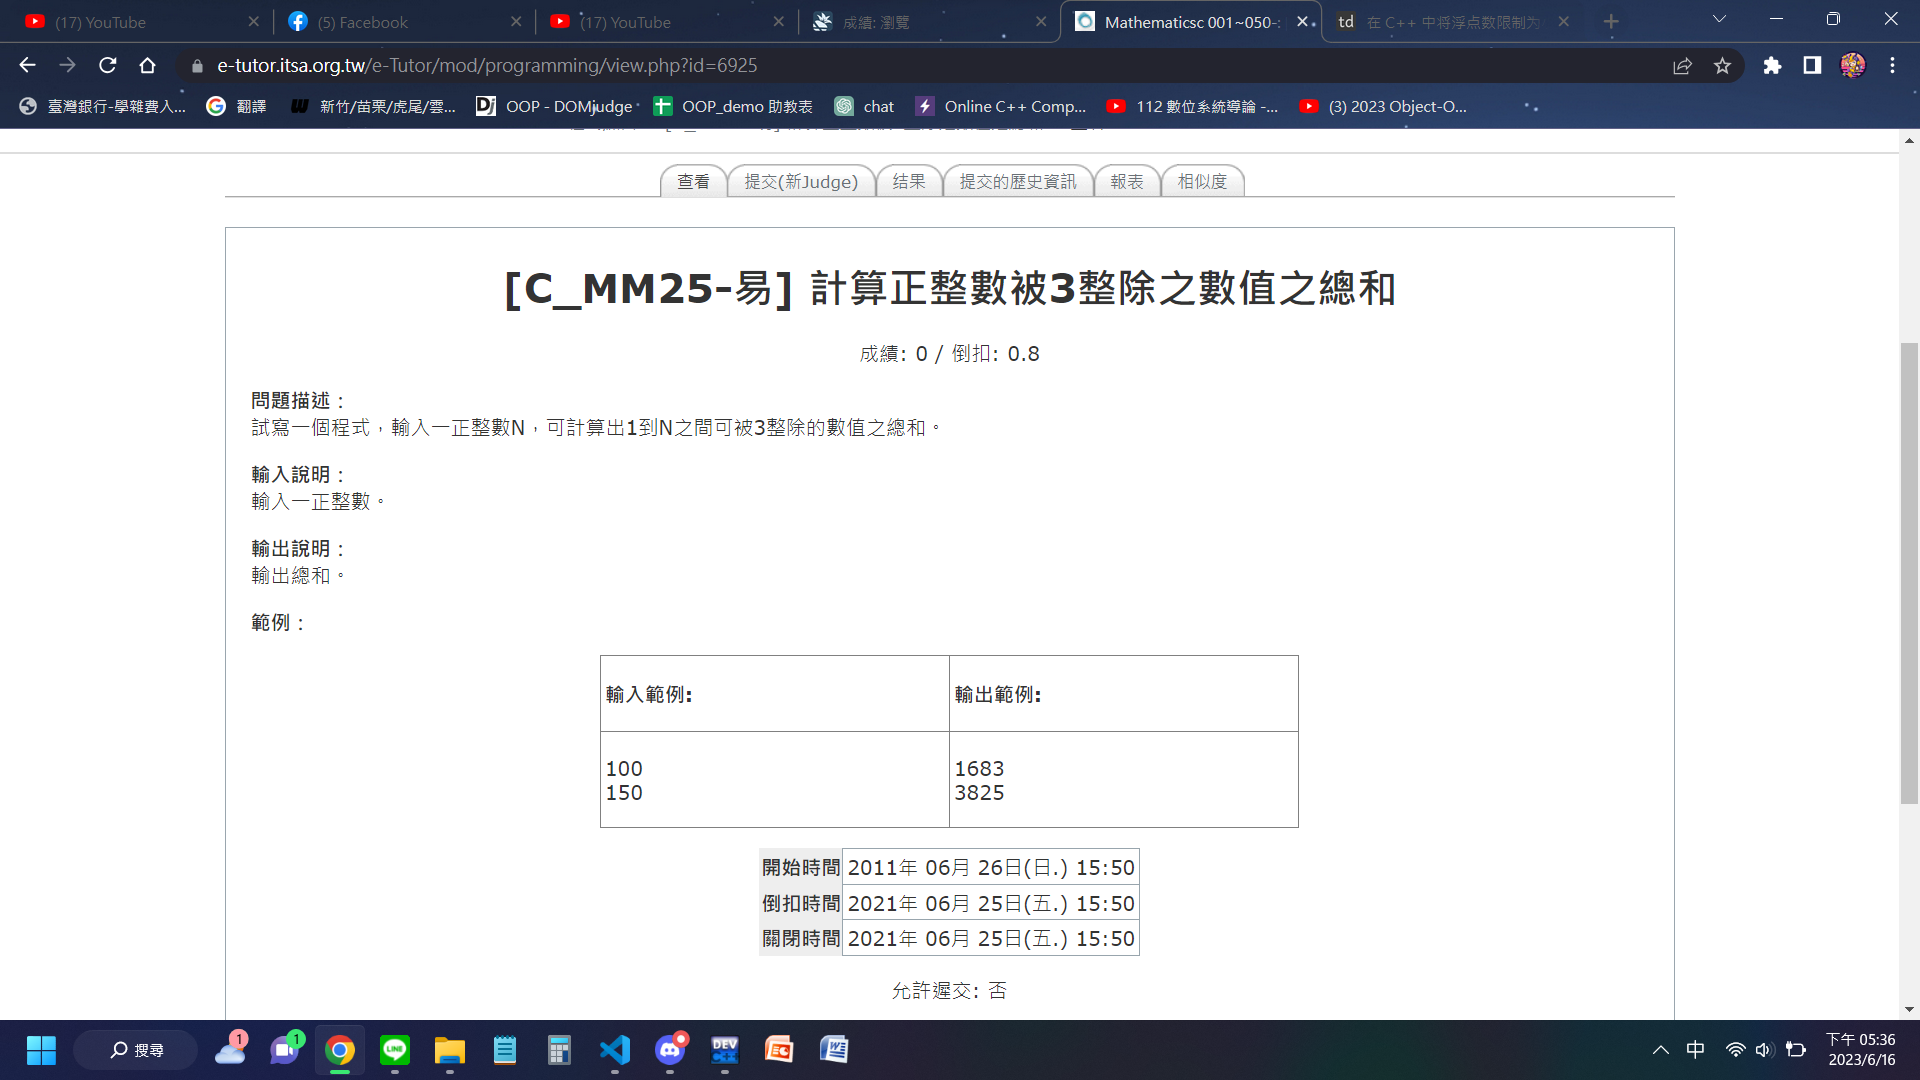 (17) YouTube
(5) Facebook
(17) YouTube
成績: 瀏覽
Mathematicsc 001~050-
td 在 C++ 中将浮点数限制为
e-tutor.itsa.org.tw/e-Tutor/mod/programming/view.php?id=6925
臺灣銀行-學雜費入...
翻譯
新竹/苗栗/虎尾/雲...
OOP - DOMjudge
OOP_demo 助教表
chat
Online C++ Comp...
112 數位系統導論 -...
(3) 2023 Object-O...
查看
提交(新Judge)
结果
提交的歷史資訊
報表
相似度
[C_MM25-易] 計算正整數被3整除之數值之總和
成績: 0 / 倒扣: 0.8
問題描述：
試寫一個程式，輸入一正整數N，可計算出1到N之間可被3整除的數值之總和。
輸入說明：
輸入一正整數。
輸出說明：
輸出總和。
範例：
輸入範例:
輸出範例:
100
150
1683
3825
開始時間 2011年 06月 26日(日.) 15:50
倒扣時間 2021年 06月 25日(五.) 15:50
關閉時間 2021年 06月 25日(五.) 15:50
允許遲交: 否
搜尋
1
1
LINE
DEV
C++
中
下午 05:36
2023/6/16